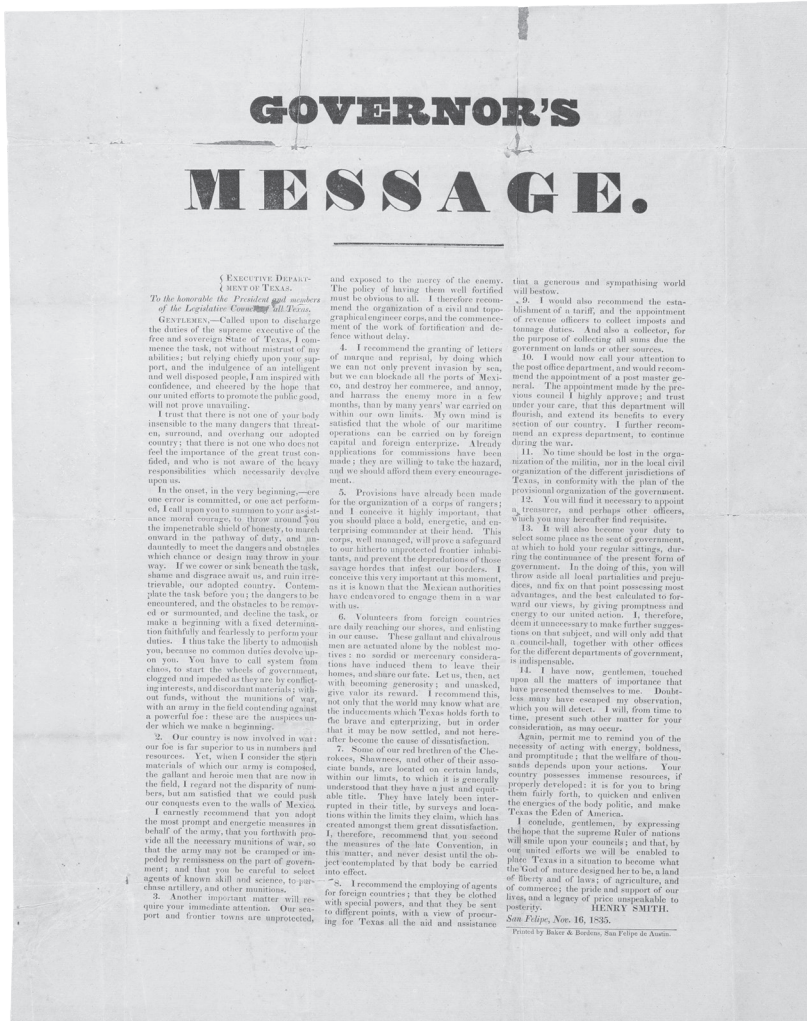 GOVERNOR'S
MESSAGE.
EXECUTIVE DEPART-
MENT OF TEXAS.
To the honorable the President and members
of the Legislative Council of all Texas.
GENTLEMEN,—Called upon to discharge
the duties of the supreme executive of the
free and sovereign State of Texas, I com-
mence the task, not without mistrust of my
abilities; but relying chiefly upon your sup-
port, and the indulgence of an intelligent
and well disposed people, I am inspired with
confidence, and cheered by the hope that
our united efforts to promote the public good,
will not prove unavailing.
I trust that there is not one of your body
insensible to the many dangers that threat-
en, surround, and overhang our adopted
country; that there is not one who does not
feel the importance of the great trust con-
fided, and who is not aware of the heavy
responsibilities which necessarily devolve
upon us.
In the onset, in the very beginning,—ere
one error is committed, or one act perform-
ed, I call upon you to summon to your assist-
ance moral courage, to throw around you
the impenetrable shield of honesty, to march
onward in the pathway of duty, and un-
dauntedly to meet the dangers and obstacles
which chance or design may throw in your
way. If we cower or sink beneath the task,
shame and disgrace await us, and ruin irre-
trievable, our adopted country. Contem-
plate the task before you; the dangers to be
encountered, and the obstacles to be remov-
ed or surmounted, and decline the task, or
make a beginning with a fixed determina-
tion faithfully and fearlessly to perform your
duties. I thus take the liberty to admonish
you, because no common duties devolve up-
on you. You have to call system from
chaos, to start the wheels of government,
clogged and impeded as they are by conflict-
ing interests, and discordant materials; with-
out funds, without the munitions of war,
with an army in the field contending against
a powerful foe: these are the auspices un-
der which we make a beginning.
2. Our country is now involved in war:
our foe is far superior to us in numbers and
resources. Yet, when I consider the stern
materials of which our army is composed,
the gallant and heroic men that are now in
the field, I regard not the disparity of num-
bers, but am satisfied that we could push
our conquests even to the walls of Mexico.
I earnestly recommend that you adopt
the most prompt and energetic measures in
behalf of the army, that you forthwith pro-
vide all the necessary munitions of war, so
that the army may not be cramped or im-
peded by remissness on the part of govern-
ment; and that you be careful to select
agents of known skill and science, to pur-
chase artillery, and other munitions.
3. Another important matter will re-
quire your immediate attention. Our sea-
port and frontier towns are unprotected,
and exposed to the mercy of the enemy.
The policy of having them well fortified
must be obvious to all. I therefore recom-
mend the organization of a civil and topo-
graphical engineer corps, and the commence-
ment of the work of fortification and de-
fence without delay.
4. I recommend the granting of letters
of marque and reprisal, by doing which
we can not only prevent invasion by sea,
but we can blockade all the ports of Mexi-
co, and destroy her commerce, and annoy,
and harrass the enemy more in a few
months, than by many years' war carried on
within our own limits. My own mind is
satisfied that the whole of our maritime
operations can be carried on by foreign
capital and foreign enterprize. Already
applications for commissions have been
made; they are willing to take the hazard,
and we should afford them every encourage-
ment.
5. Provisions have already been made
for the organization of a corps of rangers;
and I conceive it highly important, that
you should place a bold, energetic, and en-
terprising commander at their head. This
corps, well managed, will prove a safeguard
to our hitherto unprotected frontier inhabi-
tants, and prevent the depredations of those
savage hordes that infest our borders. I
conceive this very important at this moment,
as it is known that the Mexican authorities
have endeavored to engage them in a war
with us.
6. Volunteers from foreign countries
are daily reaching our shores, and enlisting
in our cause. These gallant and chivalrous
men are actuated alone by the noblest mo-
tives: no sordid or mercenary considera-
tions have induced them to leave their
homes, and share our fate. Let us, then, act
with becoming generosity; and unasked,
give valor its reward. I recommend this,
not only that the world may know what are
the inducements which Texas holds forth to
the brave and enterprizing, but in order
that it may be now settled, and not here-
after become the cause of dissatisfaction.
7. Some of our red brethren of the Che-
rokees, Shawnees, and other of their asso-
ciate bands, are located on certain lands,
within our limits, to which it is generally
understood that they have a just and equit-
able title. They have lately been inter-
rupted in their title, by surveys and loca-
tions within the limits they claim, which has
created amongst them great dissatisfaction.
I, therefore, recommend that you second
the measures of the late Convention, in
this matter, and never desist until the ob-
ject contemplated by that body be carried
into effect.
8. I recommend the employing of agents
for foreign countries; that they be clothed
with special powers, and that they be sent
to different points, with a view of procur-
ing for Texas all the aid and assistance
that a generous and sympathising world
will bestow.
9. I would also recommend the esta-
blishment of a tariff, and the appointment
of revenue officers to collect imposts and
tonnage duties. And also a collector, for
the purpose of collecting all sums due the
government on lands or other sources.
10. I would now call your attention to
the post office department, and would recom-
mend the appointment of a post master ge-
neral. The appointment made by the pre-
vious council I highly approve; and trust
under your care, that this department will
flourish, and extend its benefits to every
section of our country. I further recom-
mend an express department, to continue
during the war.
11. No time should be lost in the orga-
nization of the militia, nor in the local civil
organization of the different jurisdictions of
Texas, in conformity with the plan of the
provisional organization of the government.
12. You will find it necessary to appoint
a treasurer, and perhaps other officers,
which you may hereafter find requisite.
13. It will also become your duty to
select some place as the seat of government,
at which to hold your regular sittings, dur-
ing the continuance of the present form of
government. In the doing of this, you will
throw aside all local partialities and preju-
dices, and fix on that point possessing most
advantages, and the best calculated to for-
ward our views, by giving promptness and
energy to our united action. I, therefore,
deem it unnecessary to make further sugges-
tions on that subject, and will only add that
a council-hall, together with other offices
for the different departments of government,
is indispensable.
14. I have now, gentlemen, touched
upon all the matters of importance that
have presented themselves to me. Doubt-
less many have escaped my observation,
which you will detect. I will, from time to
time, present such other matter for your
consideration, as may occur.
Again, permit me to remind you of the
necessity of acting with energy, boldness,
and promptitude; that the welfare of thou-
sands depends upon your actions. Your
country possesses immense resources, if
properly developed: it is for you to bring
them fairly forth, to quicken and enliven
the energies of the body politic, and make
Texas the Eden of America.
I conclude, gentlemen, by expressing
the hope that the supreme Ruler of nations
will smile upon your councils; and that, by
our united efforts we will be enabled to
place Texas in a situation to become what
the God of nature designed her to be, a land
of liberty and of laws; of agriculture, and
of commerce; the pride and support of our
lives, and a legacy of price unspeakable to
posterity. HENRY SMITH.
San Felipe, Nov. 16, 1835.
Printed by Baker & Bordens, San Felipe de Austin.